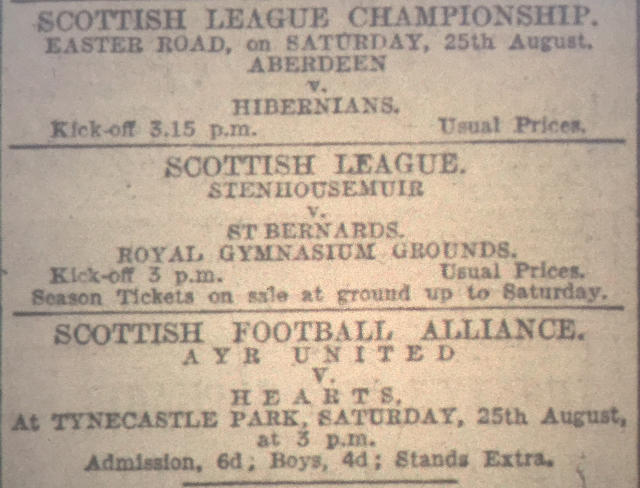 SCOTTISH LEAGUE CHAMPIONSHIP.
EASTER ROAD, on SATURDAY, 25th August.
ABERDEEN
v.
HIBERNIANS.
Kick-off 3.15 p.m. Usual Prices.
SCOTTISH LEAGUE.
STENHOUSEMUIR
v.
ST BERNARDS.
ROYAL GYMNASIUM GROUNDS.
Kick-off 3 p.m. Usual Prices.
Season Tickets on sale at ground up to Saturday.
SCOTTISH FOOTBALL ALLIANCE.
AYR UNITED
V.
HEARTS.
At TYNECASTLE PARK, SATURDAY, 25th August,
at 3 p.m.
Admission, 6d; Boys, 4d; Stands Extra.